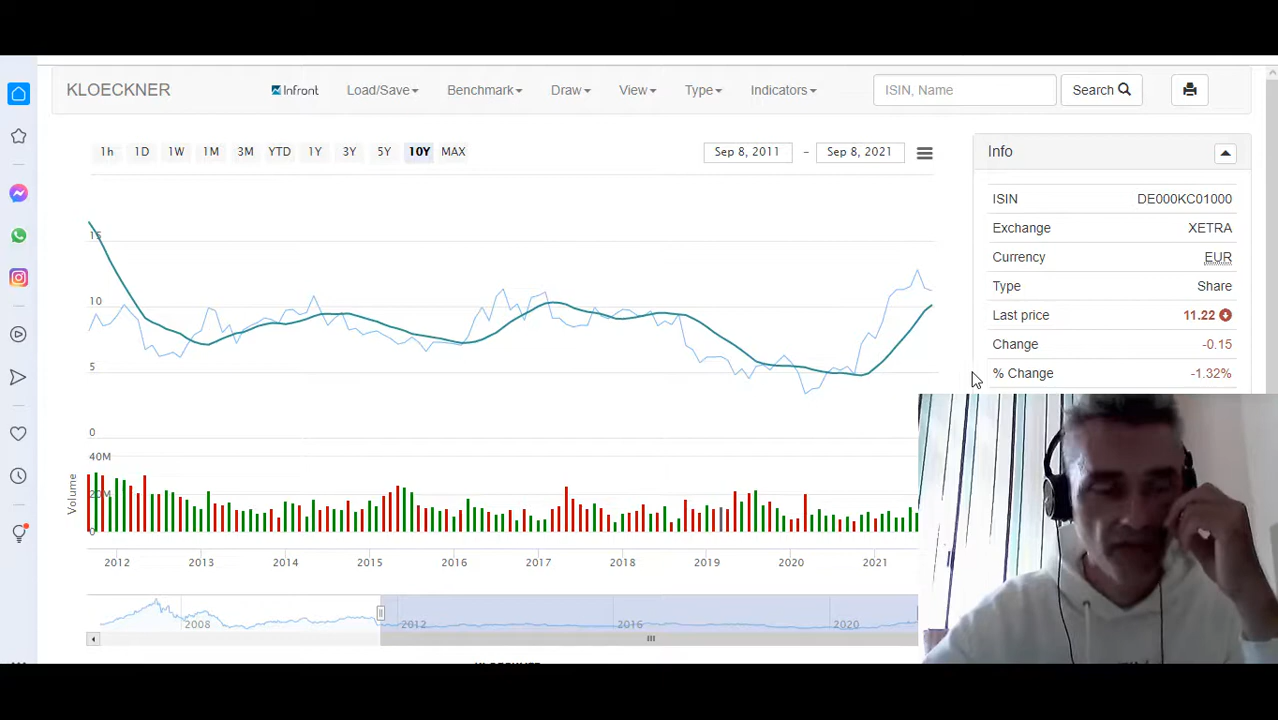 KLOECKNER Infront Load/Save Benchmark Draw View Type Indicators ISIN, Name Search
1h 1D 1W 1M 3M YTD 1Y 3Y 5Y 10Y MAX Sep 8, 2011 – Sep 8, 2021 Info
ISIN DE000KC01000
Exchange XETRA
Currency EUR
Type Share
Last price 11.22
Change -0.15
% Change -1.32%
15
10
5
0
40M
20M
0
Volume
2012 2013 2014 2015 2016 2017 2018 2019 2020 2021
2008 2012 2016 2020
KLOECKNER